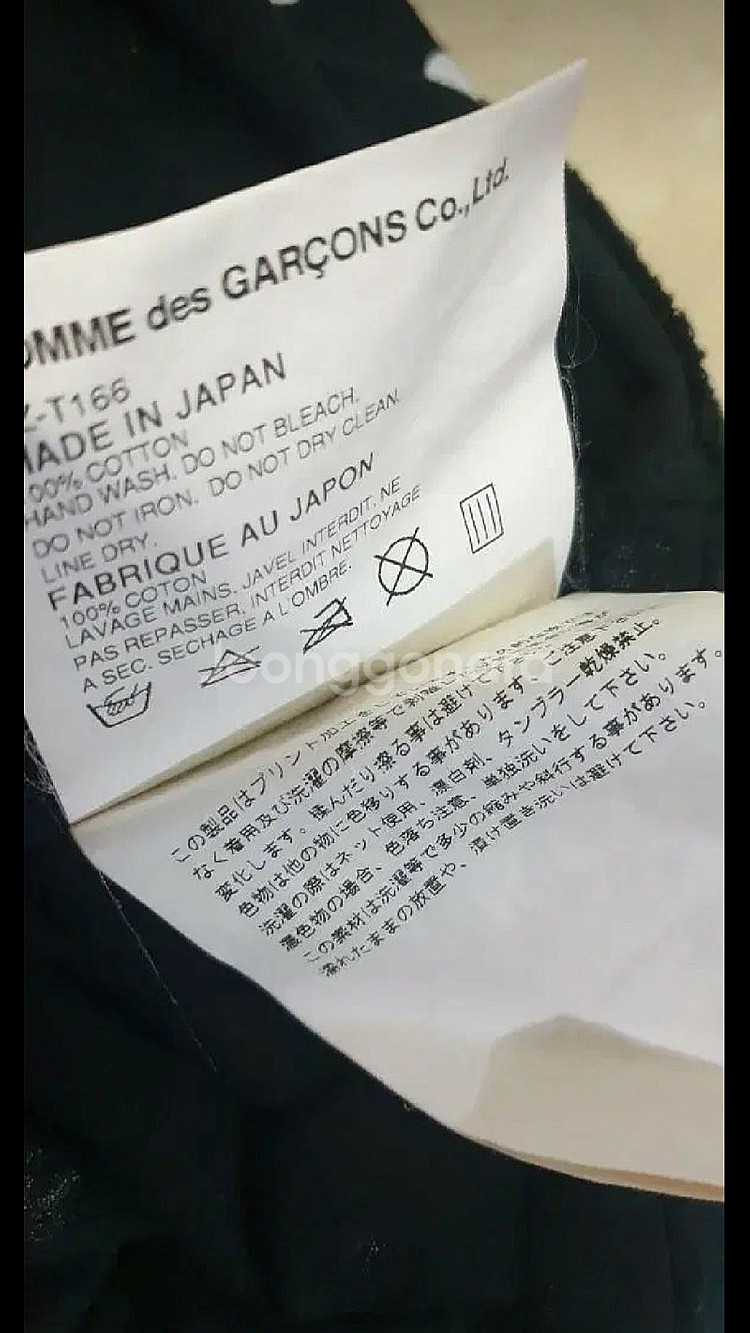 OMME des GARÇONS Co.,Ltd.
-T166
MADE IN JAPAN
100% COTTON
HAND WASH. DO NOT BLEACH.
DO NOT IRON. DO NOT DRY CLEAN.
LINE DRY.
FABRIQUE AU JAPON
100% COTON
LAVAGE MAINS. JAVEL INTERDIT. NE
PAS REPASSER. INTERDIT NETTOYAGE
A SEC. SECHAGE A L'OMBRE.
joonggonara
この製品はプリント加工を
なく着用及び洗濯の摩擦等で剥
変化します。揉んだり擦る事は避けて
色物は他の物に色移りする事があります。ご注意下
洗濯の際はネット使用、漂白剤、タンブラー乾燥禁止。
濃色物の場合、色落ち注意、単独洗いをして下さい。
この素材は洗濯等で多少の縮みや斜行する事があります。
濡れたままの放置や、漬け置き洗いは避けて下さい。